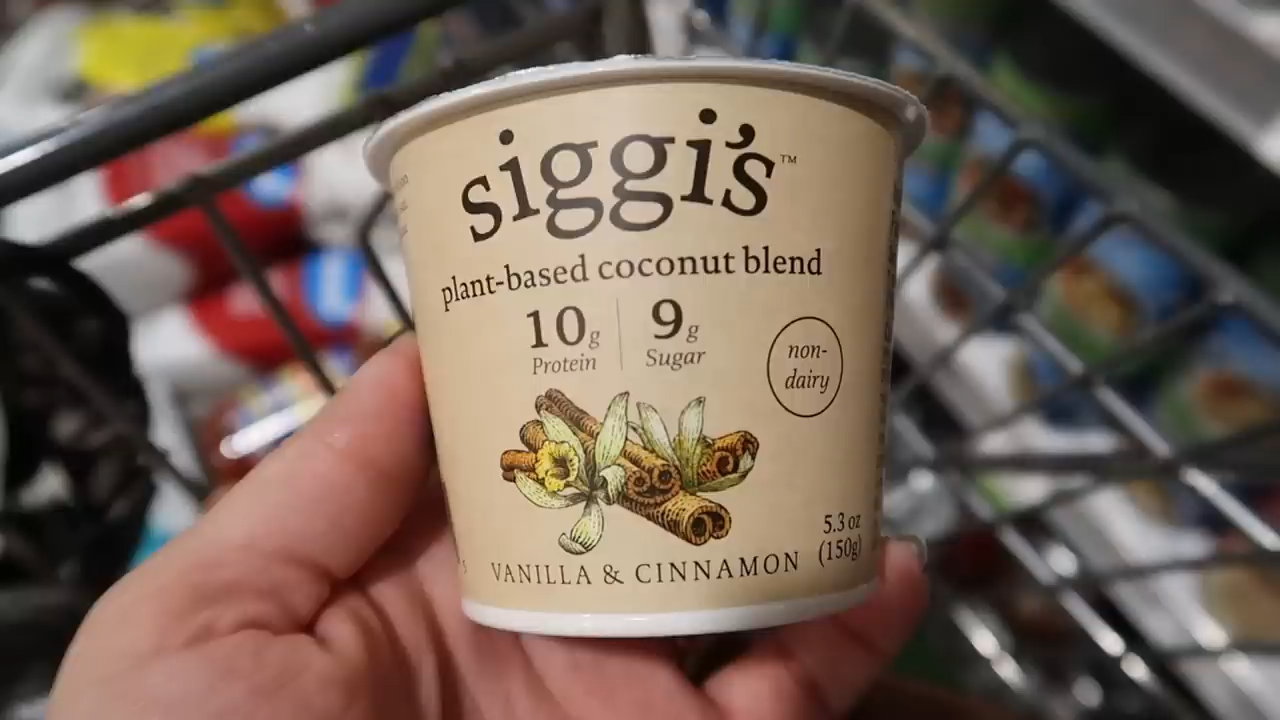 siggi's™
plant-based coconut blend
10g
Protein
9g
Sugar
non-
dairy
5.3 oz
(150g)
VANILLA & CINNAMON